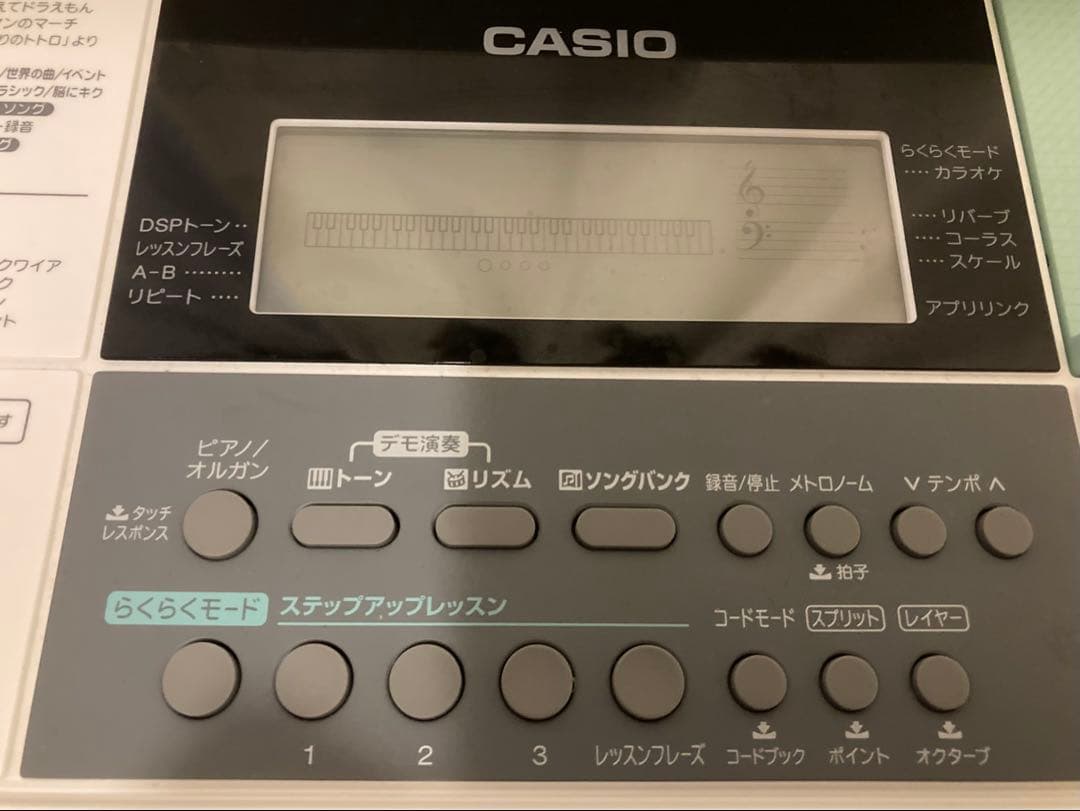 えてドラえもん
ンのマーチ
りのトトロ」より
/世界の曲/イベント
ラシック/脳にキク
ソング
録音
グ
クワイア
ク
ント
す
CASIO
DSPトーン‥
レッスンフレーズ
A-B ‥‥‥‥
リピート ‥‥
らくらくモード
‥‥ カラオケ
‥‥ リバーブ
‥‥ コーラス
‥‥ スケール
アプリリンク
デモ演奏
ピアノ/
オルガン
トーン
リズム
ソングバンク
録音/停止
メトロノーム
∨ テンポ ∧
タッチ
レスポンス
拍子
らくらくモード
ステップアップレッスン
コードモード
スプリット
レイヤー
1
2
3
レッスンフレーズ
コードブック
ポイント
オクターブ